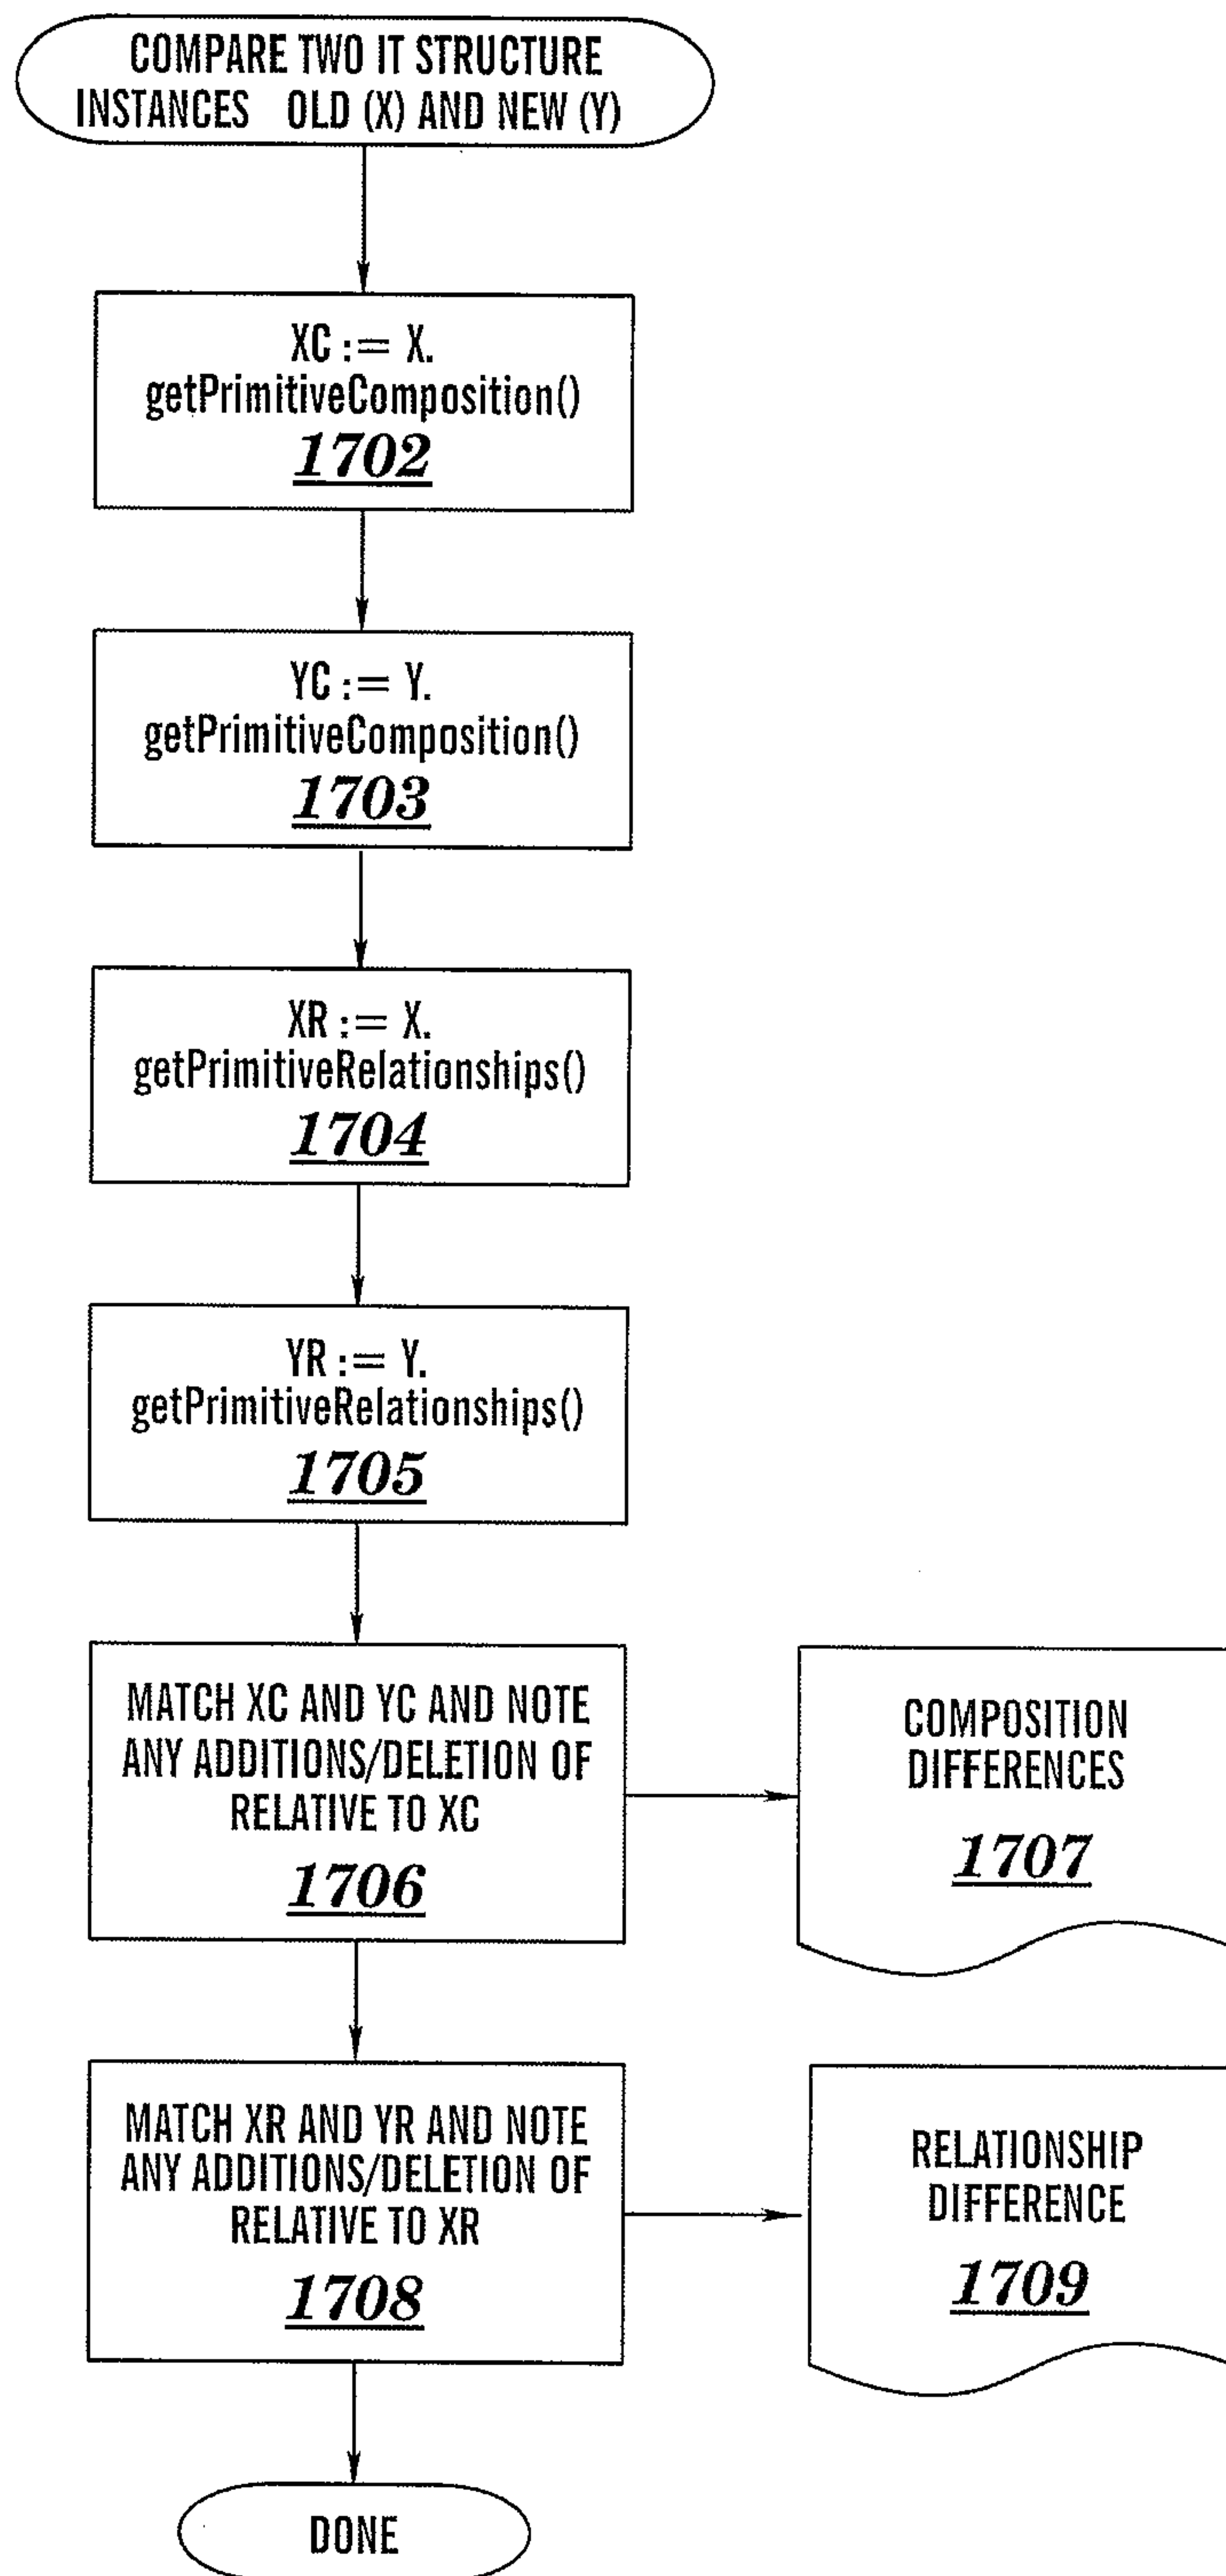 COMPARE TWO IT STRUCTURE
INSTANCES OLD (X) AND NEW (Y)
XC := X.
getPrimitiveComposition()
1702
YC := Y.
getPrimitiveComposition()
1703
XR := X.
getPrimitiveRelationships()
1704
YR := Y.
getPrimitiveRelationships()
1705
MATCH XC AND YC AND NOTE
ANY ADDITIONS/DELETION OF
RELATIVE TO XC
1706
COMPOSITION
DIFFERENCES
1707
MATCH XR AND YR AND NOTE
ANY ADDITIONS/DELETION OF
RELATIVE TO XR
1708
RELATIONSHIP
DIFFERENCE
1709
DONE